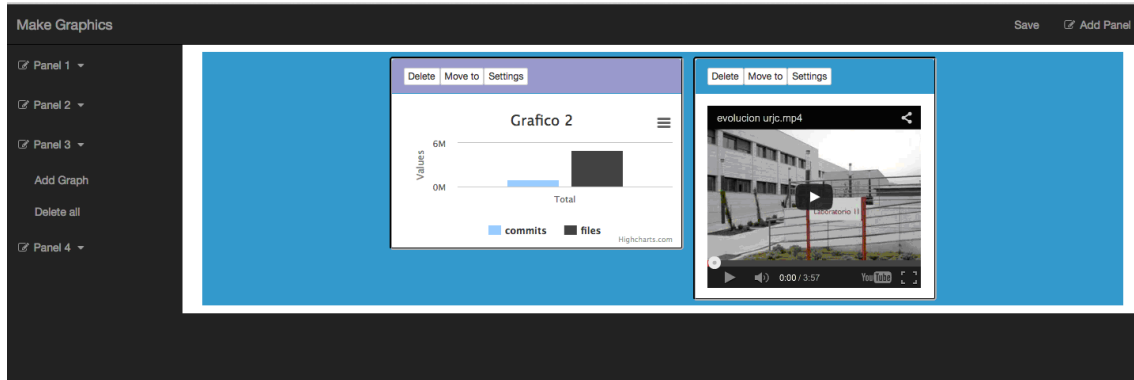 Make Graphics
Save Add Panel
Panel 1
Panel 2
Panel 3
Add Graph
Delete all
Panel 4
Delete Move to Settings
Grafico 2
Values
6M
0M
Total
commits files
Highcharts.com
Delete Move to Settings
evolucion urjc.mp4
Laboratorio II
0:00 / 3:57 YouTube